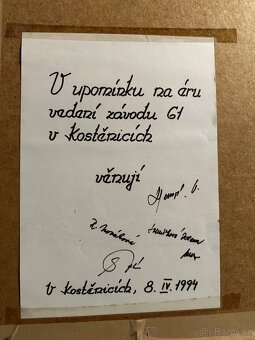 V upomínku na éru
vedení závodu 61
v Kostěnicích
věnují
V Kostěnicích, 8. IV. 1994